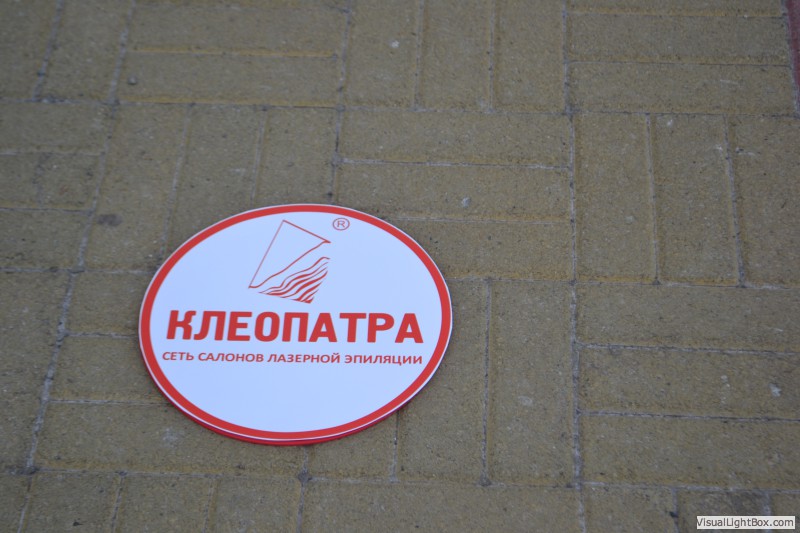 ®
КЛЕОПАТРА
СЕТЬ САЛОНОВ ЛАЗЕРНОЙ ЭПИЛЯЦИИ
VisualLightBox.com